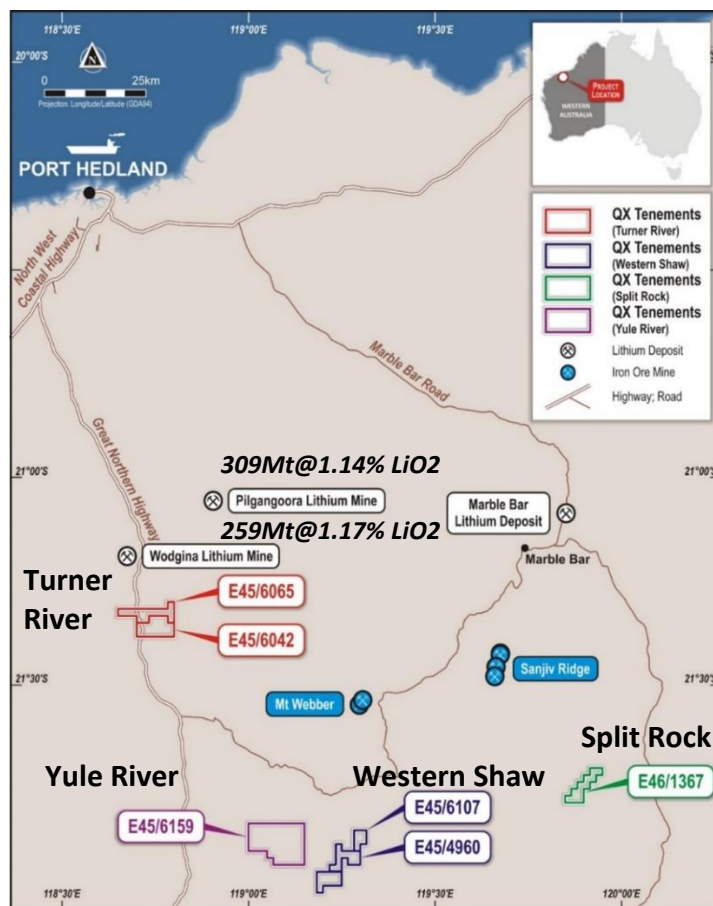 118°30'E
119°00'E
119°30'E
20°00'S
N
0
25km
Projection: Longitude/Latitude (GDA94)
PORT HEDLAND
North West
Coastal Highway
Marble Bar Road
Great Northern Highway
PROJECT
LOCATION
WESTERN
AUSTRALIA
QX Tenements
(Turner River)
QX Tenements
(Western Shaw)
QX Tenements
(Split Rock)
QX Tenements
(Yule River)
Lithium Deposit
Iron Ore Mine
Highway; Road
21°00'S
21°00'S
309Mt@1.14% LiO2
Pilgangoora Lithium Mine
Marble Bar
Lithium Deposit
259Mt@1.17% LiO2
Wodgina Lithium Mine
Marble Bar
Turner
River
E45/6065
E45/6042
Sanjiv Ridge
21°30'S
21°30'S
Mt Webber
Split Rock
Yule River
Western Shaw
E46/1367
E45/6107
E45/6159
E45/4960
118°30'E
119°00'E
119°30'E
120°00'E